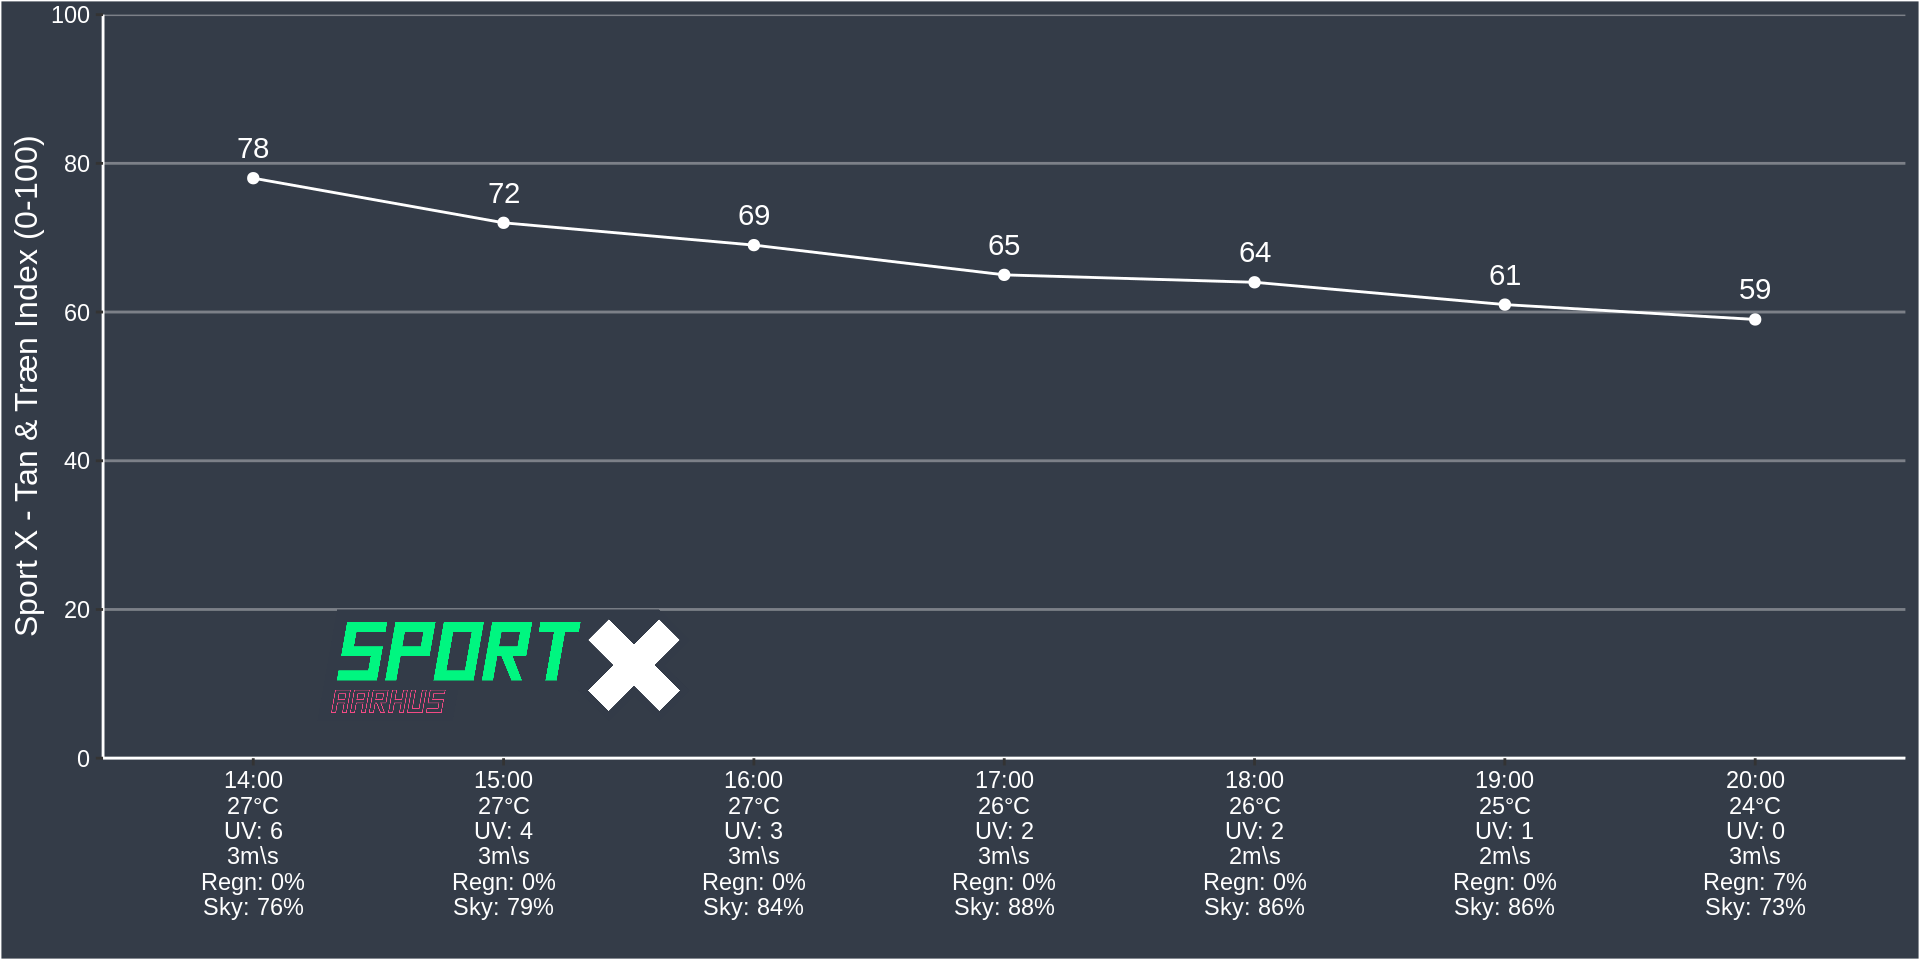 Sport X - Tan & Træn Index (0-100)
100
80
60
40
20
0
78
72
69
65
64
61
59
SPORT X
AARHUS
14:00
27°C
UV: 6
3m\s
Regn: 0%
Sky: 76%
15:00
27°C
UV: 4
3m\s
Regn: 0%
Sky: 79%
16:00
27°C
UV: 3
3m\s
Regn: 0%
Sky: 84%
17:00
26°C
UV: 2
3m\s
Regn: 0%
Sky: 88%
18:00
26°C
UV: 2
2m\s
Regn: 0%
Sky: 86%
19:00
25°C
UV: 1
2m\s
Regn: 0%
Sky: 86%
20:00
24°C
UV: 0
3m\s
Regn: 7%
Sky: 73%